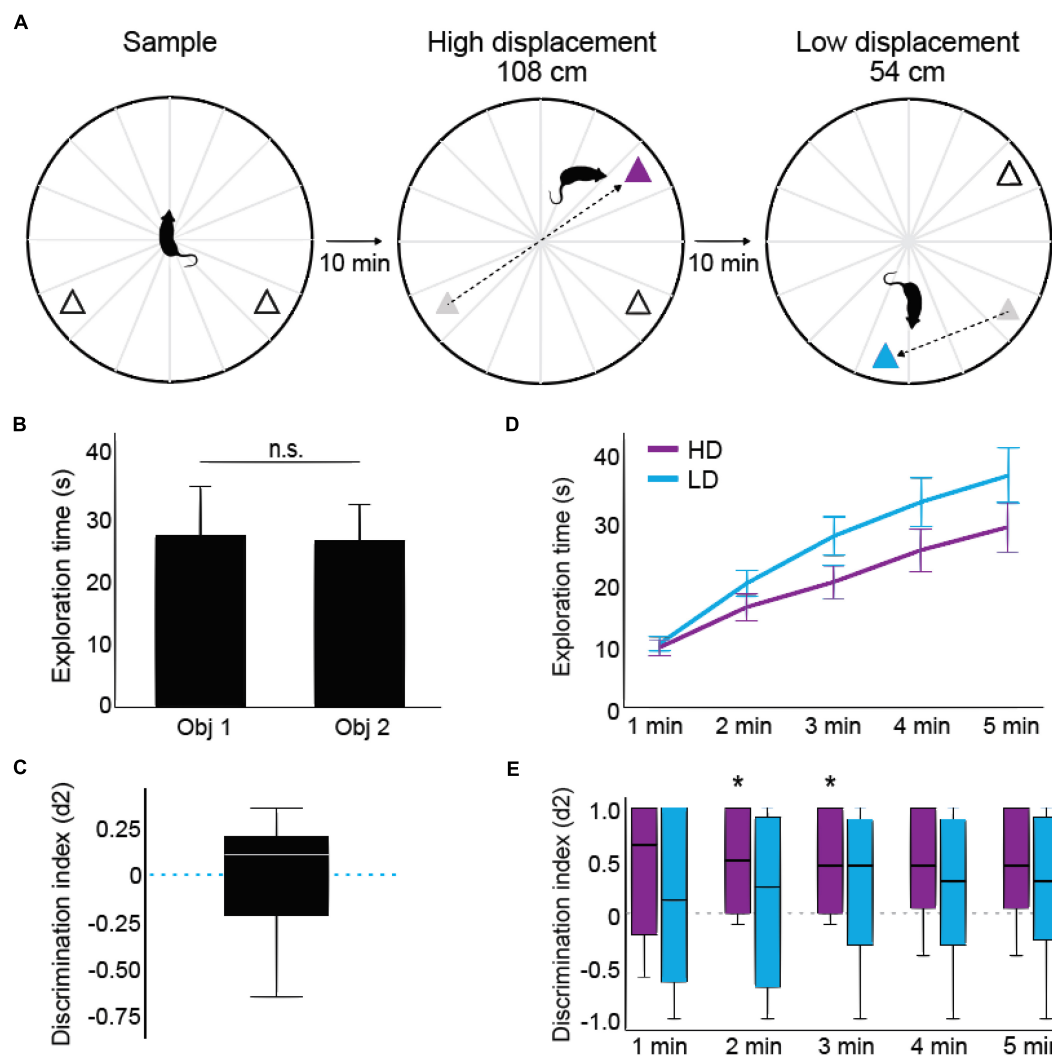 A
Sample
High displacement
108 cm
Low displacement
54 cm
10 min
10 min
B
Exploration time (s)
40
30
20
10
0
n.s.
Obj 1
Obj 2
D
Exploration time (s)
40
30
20
10
0
HD
LD
1 min
2 min
3 min
4 min
5 min
C
Discrimination index (d2)
0.25
0
-0.25
-0.50
-0.75
E
Discrimination index (d2)
1.0
0.5
0
-0.5
-1.0
*
*
1 min
2 min
3 min
4 min
5 min